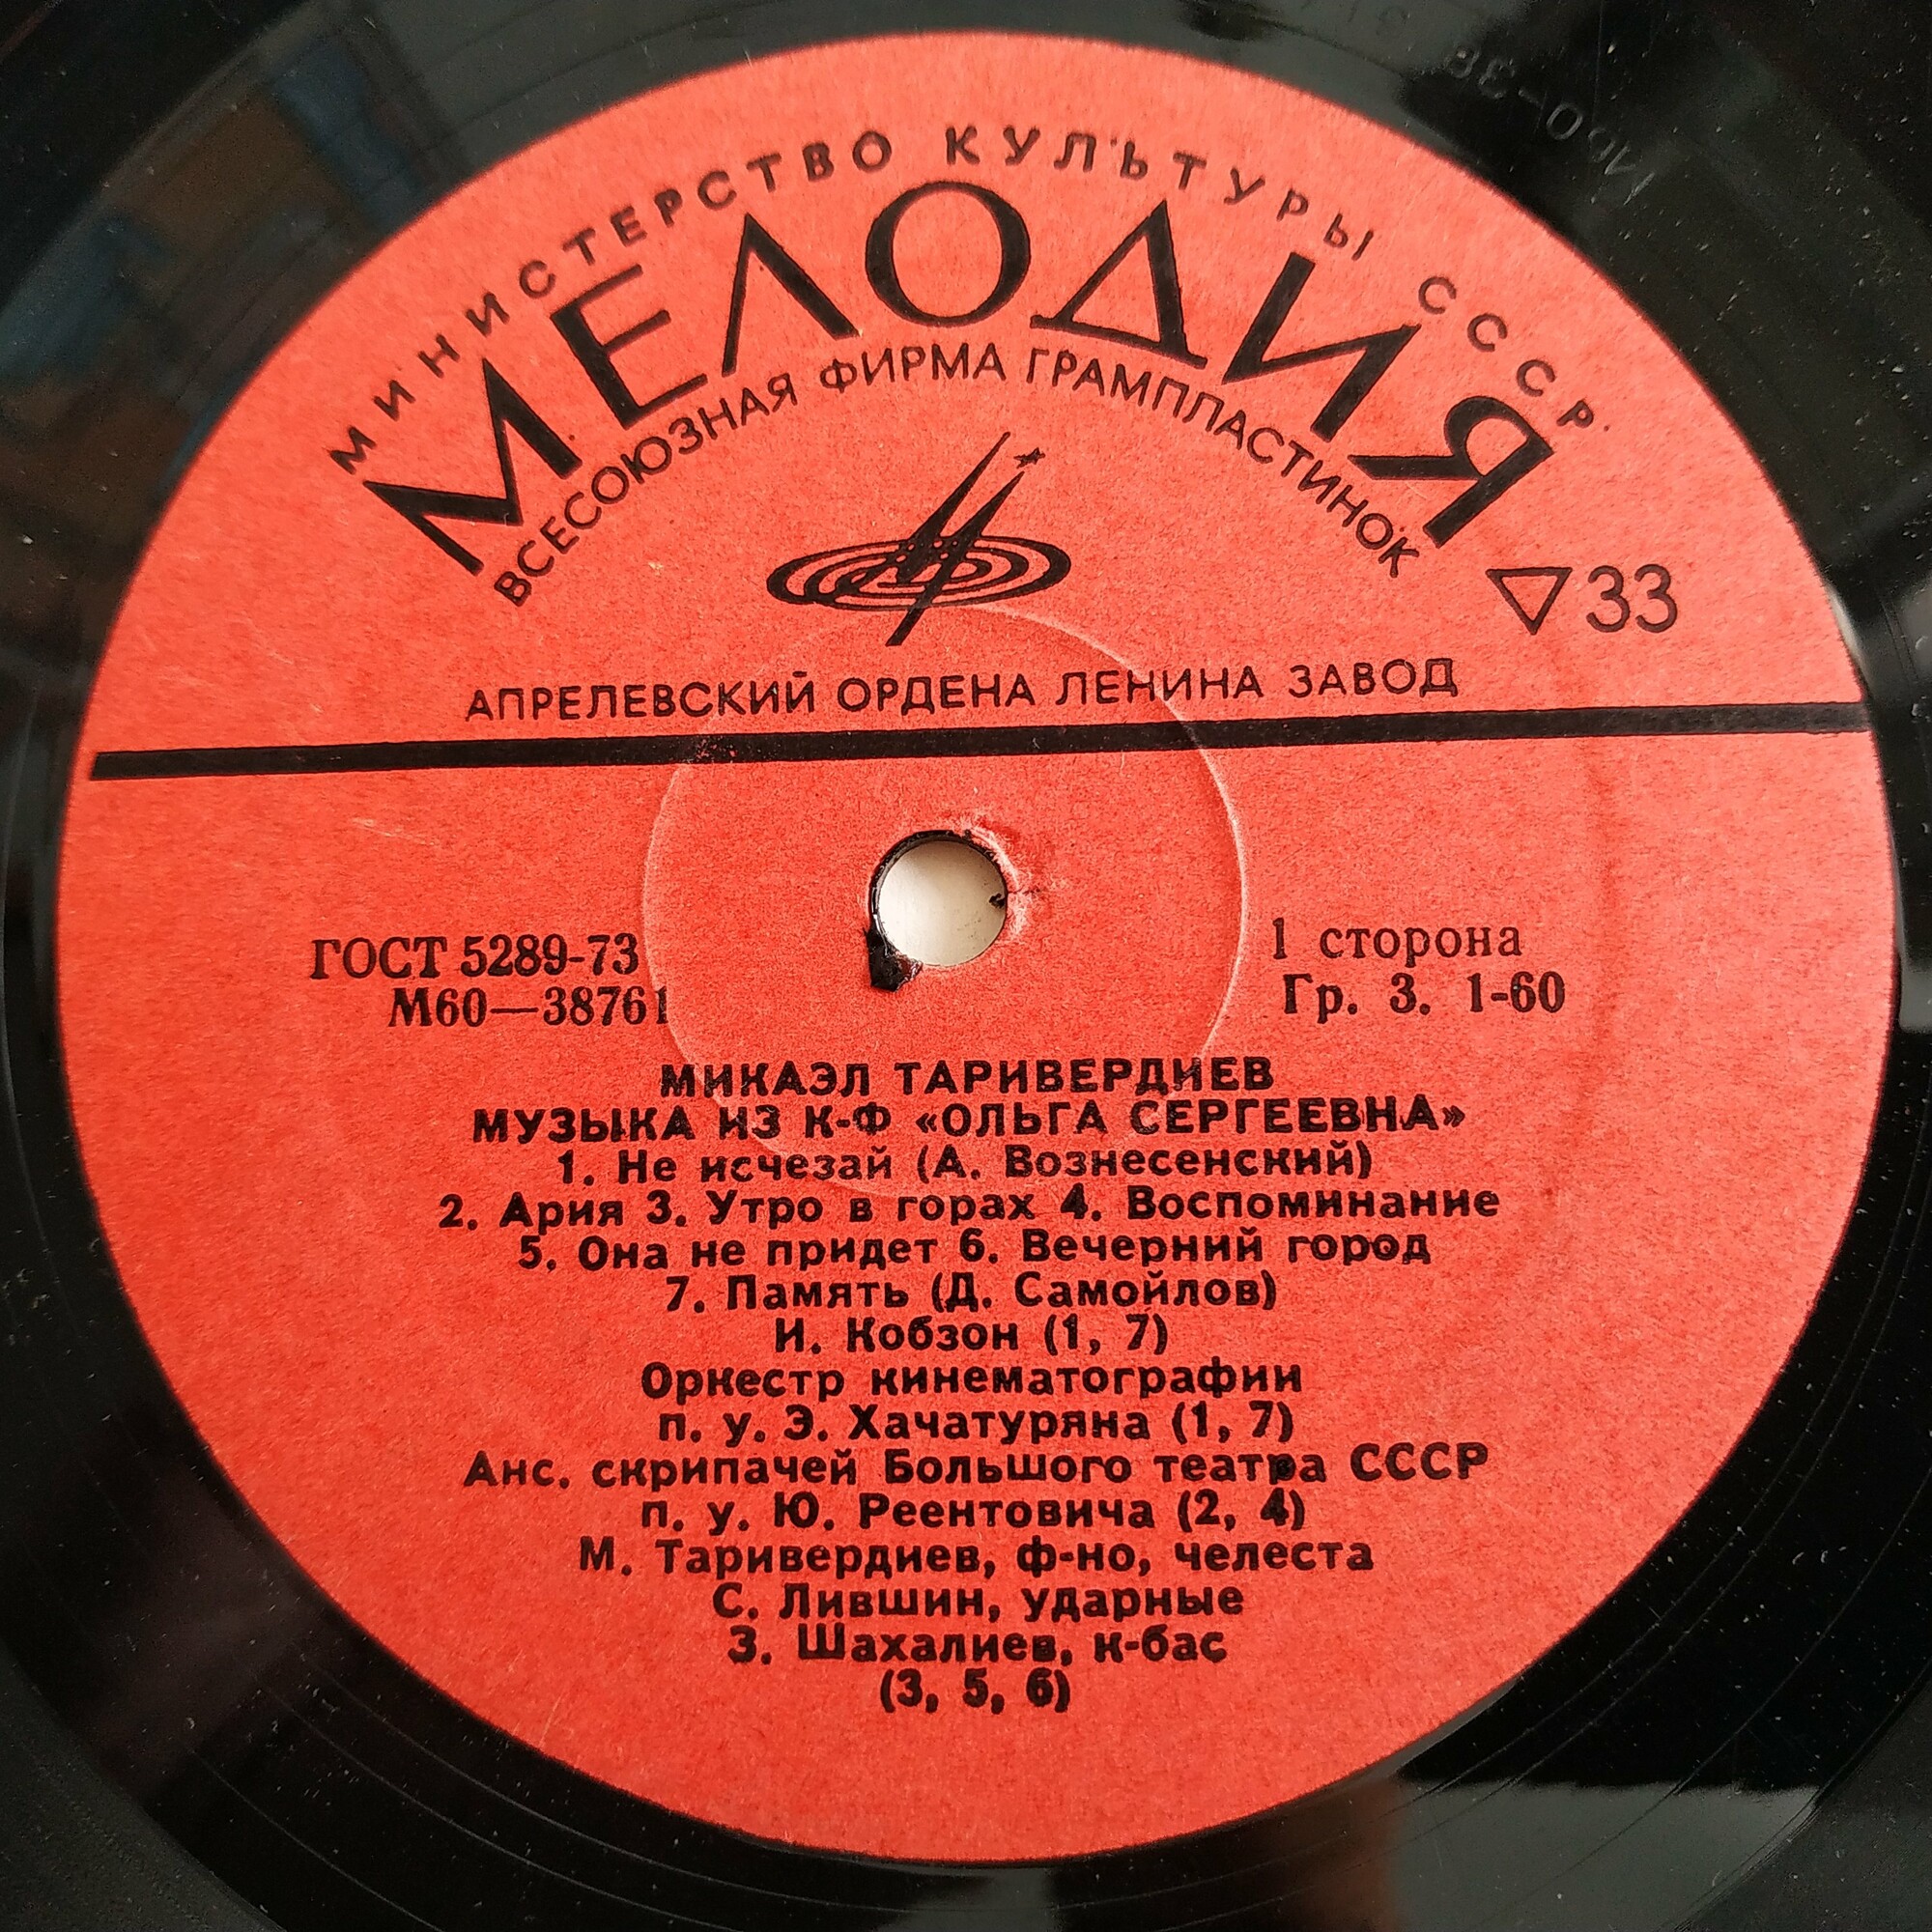 МИНИСТЕРСТВО КУЛЬТУРЫ СССР
МЕЛОДИЯ
ВСЕСОЮЗНАЯ ФИРМА ГРАМПЛАСТИНОК
33
АПРЕЛЕВСКИЙ ОРДЕНА ЛЕНИНА ЗАВОД
ГОСТ 5289-73
М60—38761
1 сторона
Гр. 3. 1-60
МИКАЭЛ ТАРИВЕРДИЕВ
МУЗЫКА ИЗ К-Ф «ОЛЬГА СЕРГЕЕВНА»
1. Не исчезай (А. Вознесенский)
2. Ария 3. Утро в горах 4. Воспоминание
5. Она не придет 6. Вечерний город
7. Память (Д. Самойлов)
И. Кобзон (1, 7)
Оркестр кинематографии
п. у. Э. Хачатуряна (1, 7)
Анс. скрипачей Большого театра СССР
п. у. Ю. Реентовича (2, 4)
М. Таривердиев, ф-но, челеста
С. Лившин, ударные
З. Шахалиев, к-бас
(3, 5, 6)